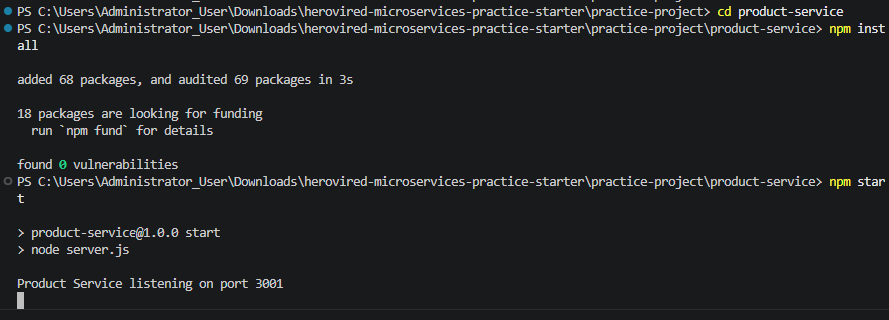 PS C:\Users\Administrator_User\Downloads\herovired-microservices-practice-starter\practice-project> cd product-service
PS C:\Users\Administrator_User\Downloads\herovired-microservices-practice-starter\practice-project\product-service> npm inst
all
added 68 packages, and audited 69 packages in 3s
18 packages are looking for funding
  run `npm fund` for details
found 0 vulnerabilities
PS C:\Users\Administrator_User\Downloads\herovired-microservices-practice-starter\practice-project\product-service> npm star
t
> product-service@1.0.0 start
> node server.js
Product Service listening on port 3001